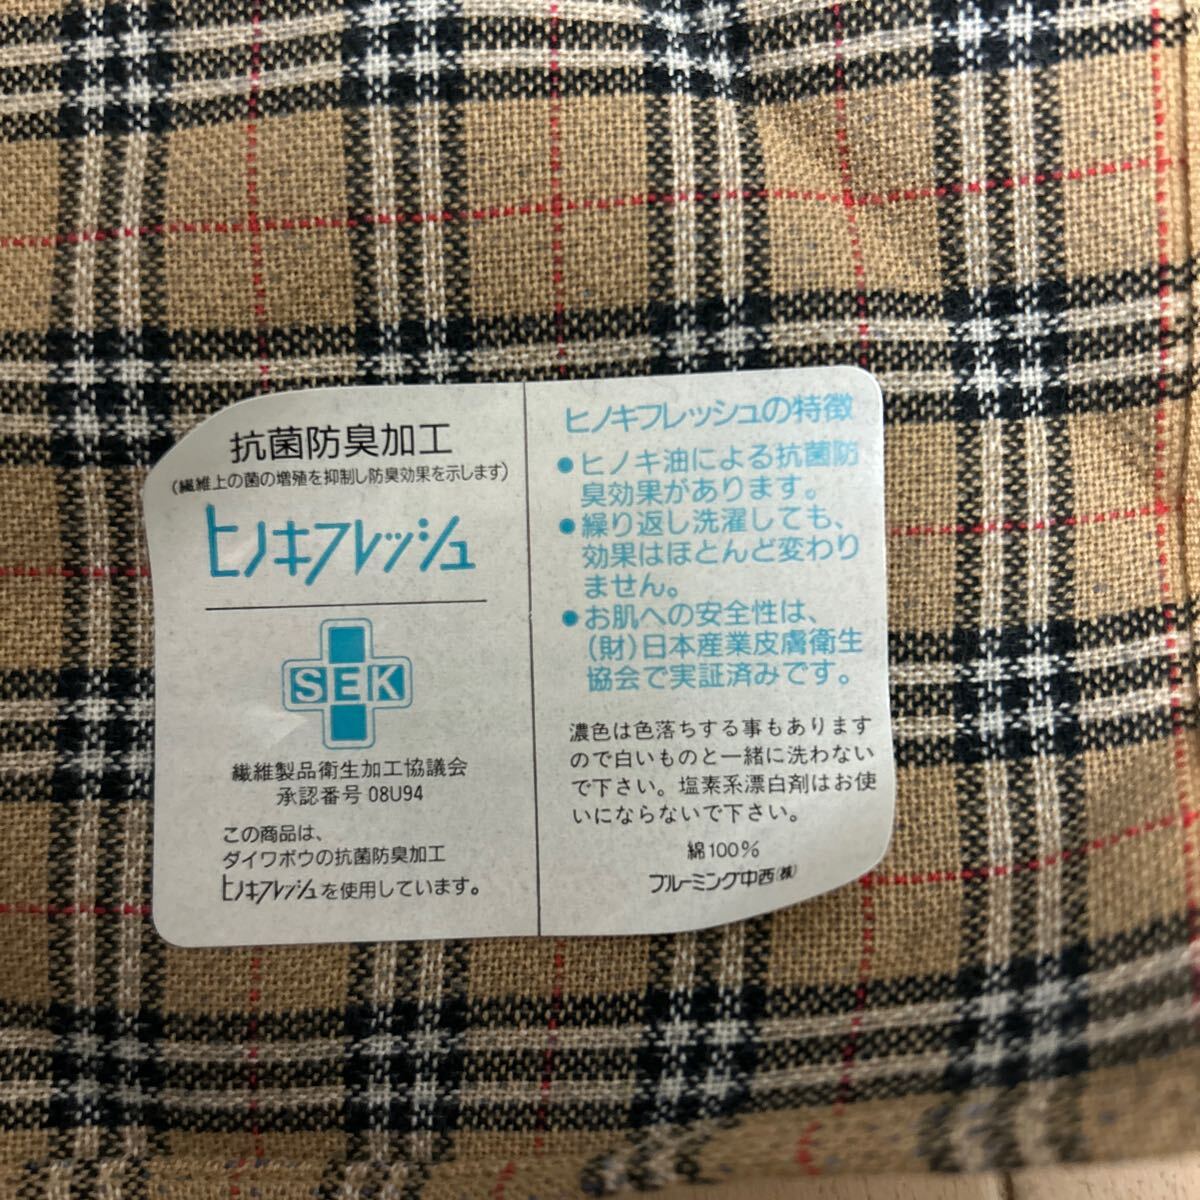 抗菌防臭加工
(繊維上の菌の増殖を抑制し防臭効果を示します)
ヒノキフレッシュ
SEK
繊維製品衛生加工協議会
承認番号 08U94
この商品は、
ダイワボウの抗菌防臭加工
ヒノキフレッシュを使用しています。
ヒノキフレッシュの特徴
●ヒノキ油による抗菌防
臭効果があります。
●繰り返し洗濯しても、
効果はほとんど変わり
ません。
●お肌への安全性は、
(財)日本産業皮膚衛生
協会で実証済みです。
濃色は色落ちする事もあります
ので白いものと一緒に洗わない
で下さい。塩素系漂白剤はお使
いにならないで下さい。
綿100%
ブルーミング中西(株)